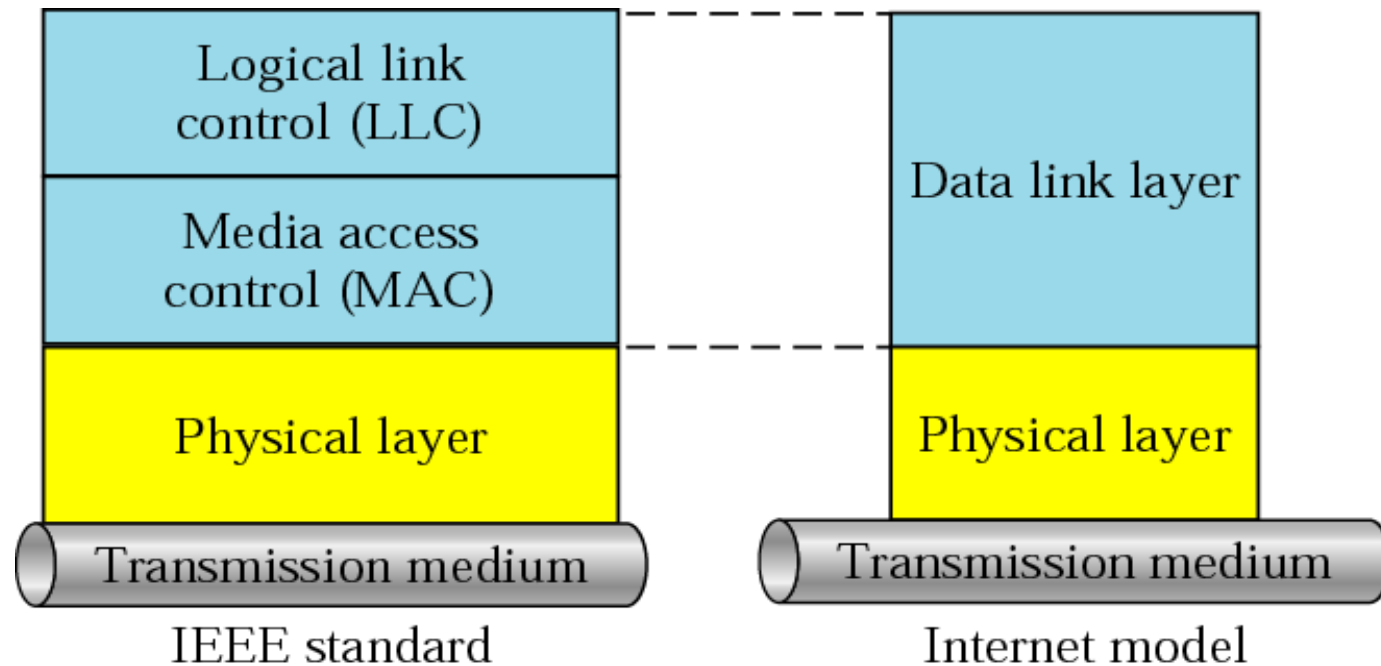 Logical link
control (LLC)
Media access
control (MAC)
Physical layer
Transmission medium
IEEE standard
Data link layer
Physical layer
Transmission medium
Internet model